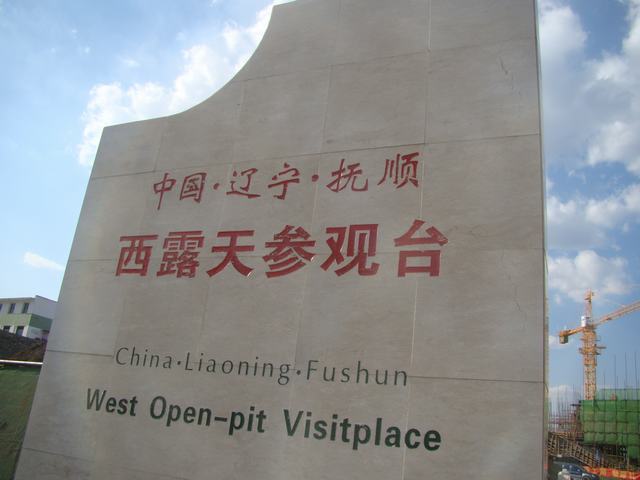 中国·辽宁·抚顺
西露天参观台
China·Liaoning·Fushun
West Open-pit Visitplace